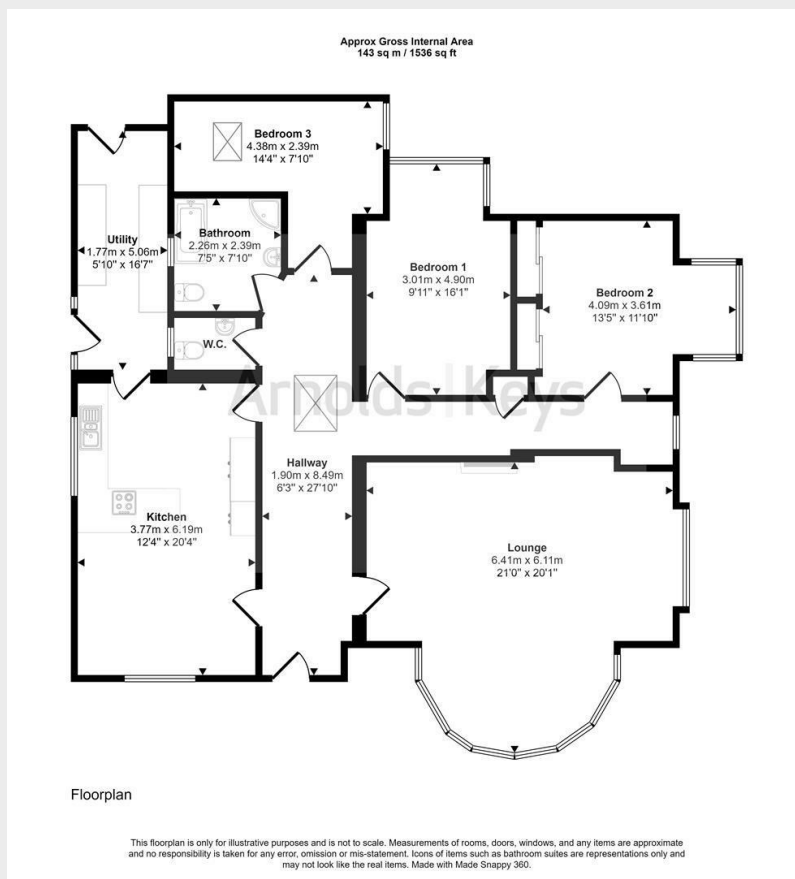 Approx Gross Internal Area
143 sq m / 1536 sq ft
Bedroom 3
4.38m x 2.39m
14'4" x 7'10"
Utility
1.77m x 5.06m
5'10" x 16'7"
Bathroom
2.26m x 2.39m
7'5" x 7'10"
Bedroom 1
3.01m x 4.90m
9'11" x 16'1"
Bedroom 2
4.09m x 3.61m
13'5" x 11'10"
W.C.
Arnolds | Keys
Hallway
1.90m x 8.49m
6'3" x 27'10"
Kitchen
3.77m x 6.19m
12'4" x 20'4"
Lounge
6.41m x 6.11m
21'0" x 20'1"
Floorplan
This floorplan is only for illustrative purposes and is not to scale. Measurements of rooms, doors, windows, and any items are approximate
and no responsibility is taken for any error, omission or mis-statement. Icons of items such as bathroom suites are representations only and
may not look like the real items. Made with Made Snappy 360.